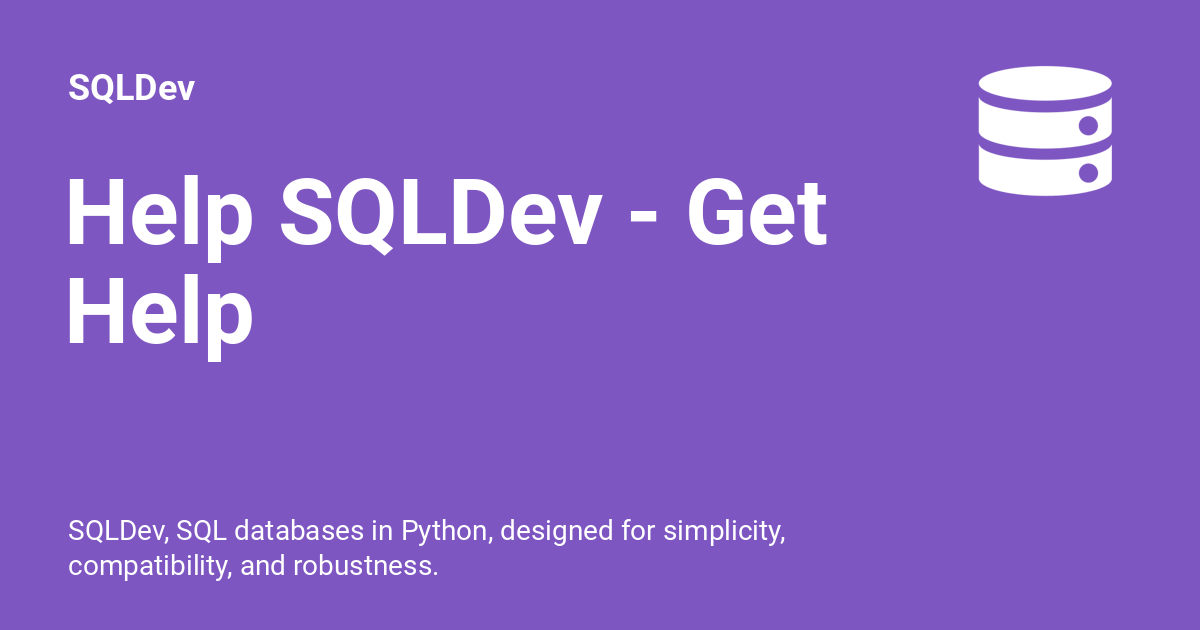 SQLDev
Help SQLDev - Get
Help
SQLDev, SQL databases in Python, designed for simplicity,
compatibility, and robustness.